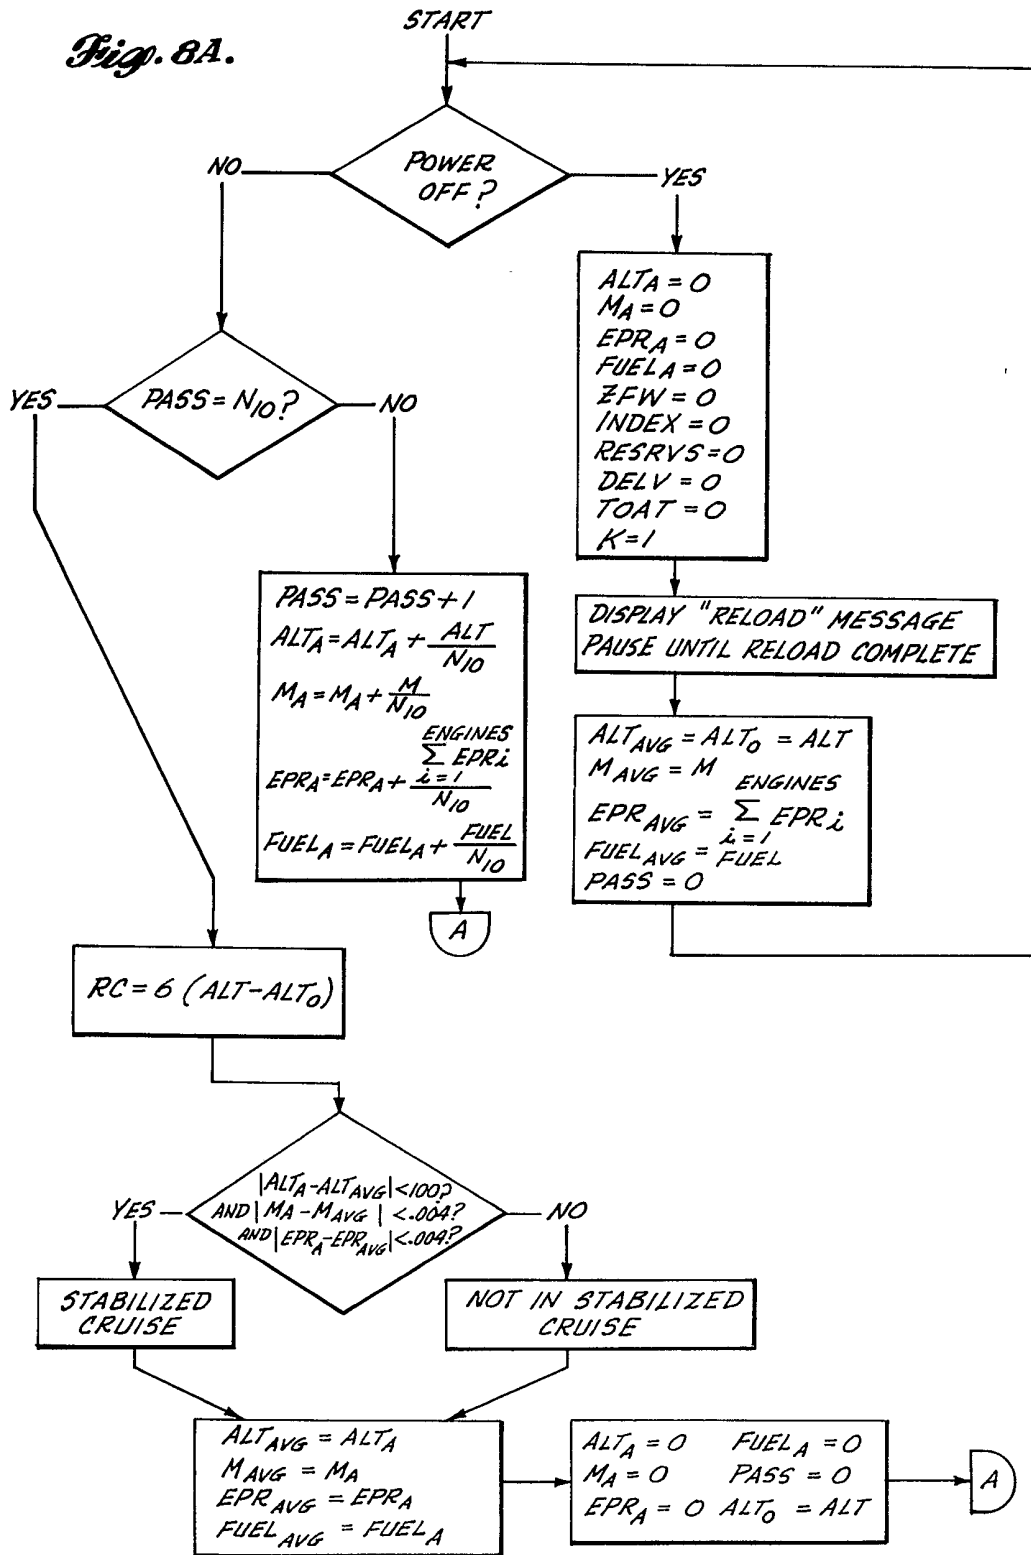 Fig. 8A.
START
POWER
OFF?
NO
YES
ALT_A = 0
M_A = 0
EPR_A = 0
FUEL_A = 0
ZFW = 0
INDEX = 0
RESRVS = 0
DELV = 0
TOAT = 0
K = 1
PASS = N_10?
YES
NO
PASS = PASS + 1
ALT_A = ALT_A + ALT/N_10
M_A = M_A + M/N_10
EPR_A = EPR_A + ENGINES Σ i=1 EPR_i / N_10
FUEL_A = FUEL_A + FUEL/N_10
A
DISPLAY "RELOAD" MESSAGE
PAUSE UNTIL RELOAD COMPLETE
ALT_AVG = ALT_O = ALT
M_AVG = M
EPR_AVG = ENGINES Σ i=1 EPR_i
FUEL_AVG = FUEL
PASS = 0
RC = 6 (ALT - ALT_O)
|ALT_A - ALT_AVG| < 100?
AND |M_A - M_AVG| < .004?
AND |EPR_A - EPR_AVG| < .004?
YES
NO
STABILIZED
CRUISE
NOT IN STABILIZED
CRUISE
ALT_AVG = ALT_A
M_AVG = M_A
EPR_AVG = EPR_A
FUEL_AVG = FUEL_A
ALT_A = 0 FUEL_A = 0
M_A = 0 PASS = 0
EPR_A = 0 ALT_O = ALT
A